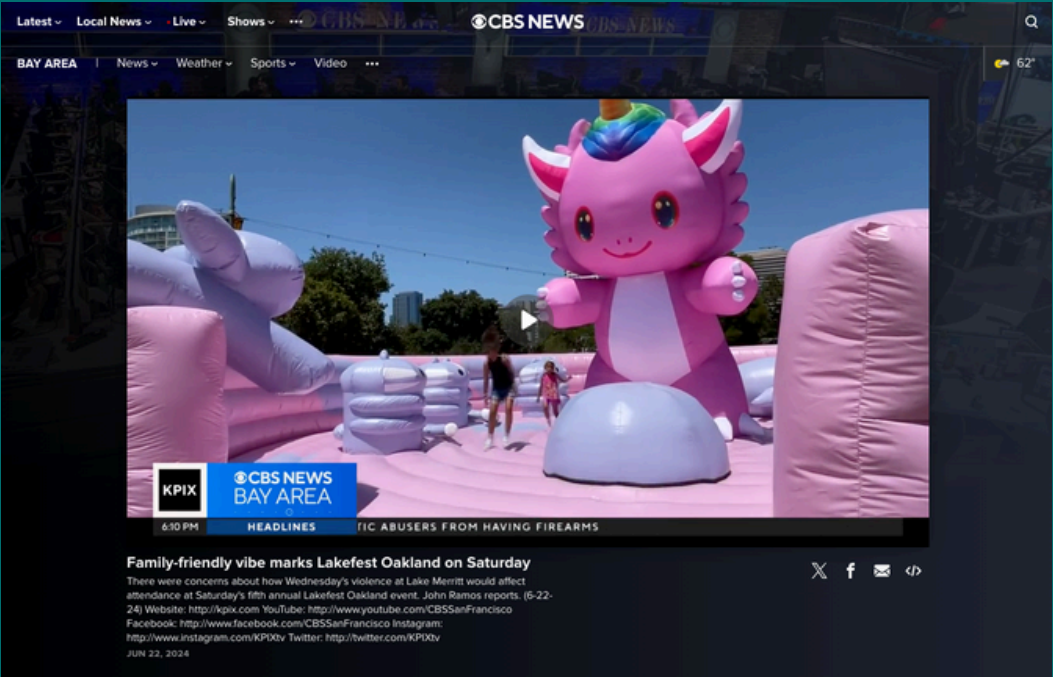 Latest Local News Live Shows ••• CBS NEWS
BAY AREA | News Weather Sports Video ••• 62°
KPIX
CBS NEWS
BAY AREA
6:10 PM HEADLINES TIC ABUSERS FROM HAVING FIREARMS
Family-friendly vibe marks Lakefest Oakland on Saturday
There were concerns about how Wednesday's violence at Lake Merritt would affect
attendance at Saturday's fifth annual Lakefest Oakland event. John Ramos reports. (6-22-
24) Website: http://kpix.com YouTube: http://www.youtube.com/CBSSanFrancisco
Facebook: http://www.facebook.com/CBSSanFrancisco Instagram:
http://www.instagram.com/KPIXtv Twitter: http://twitter.com/KPIXtv
JUN 22, 2024